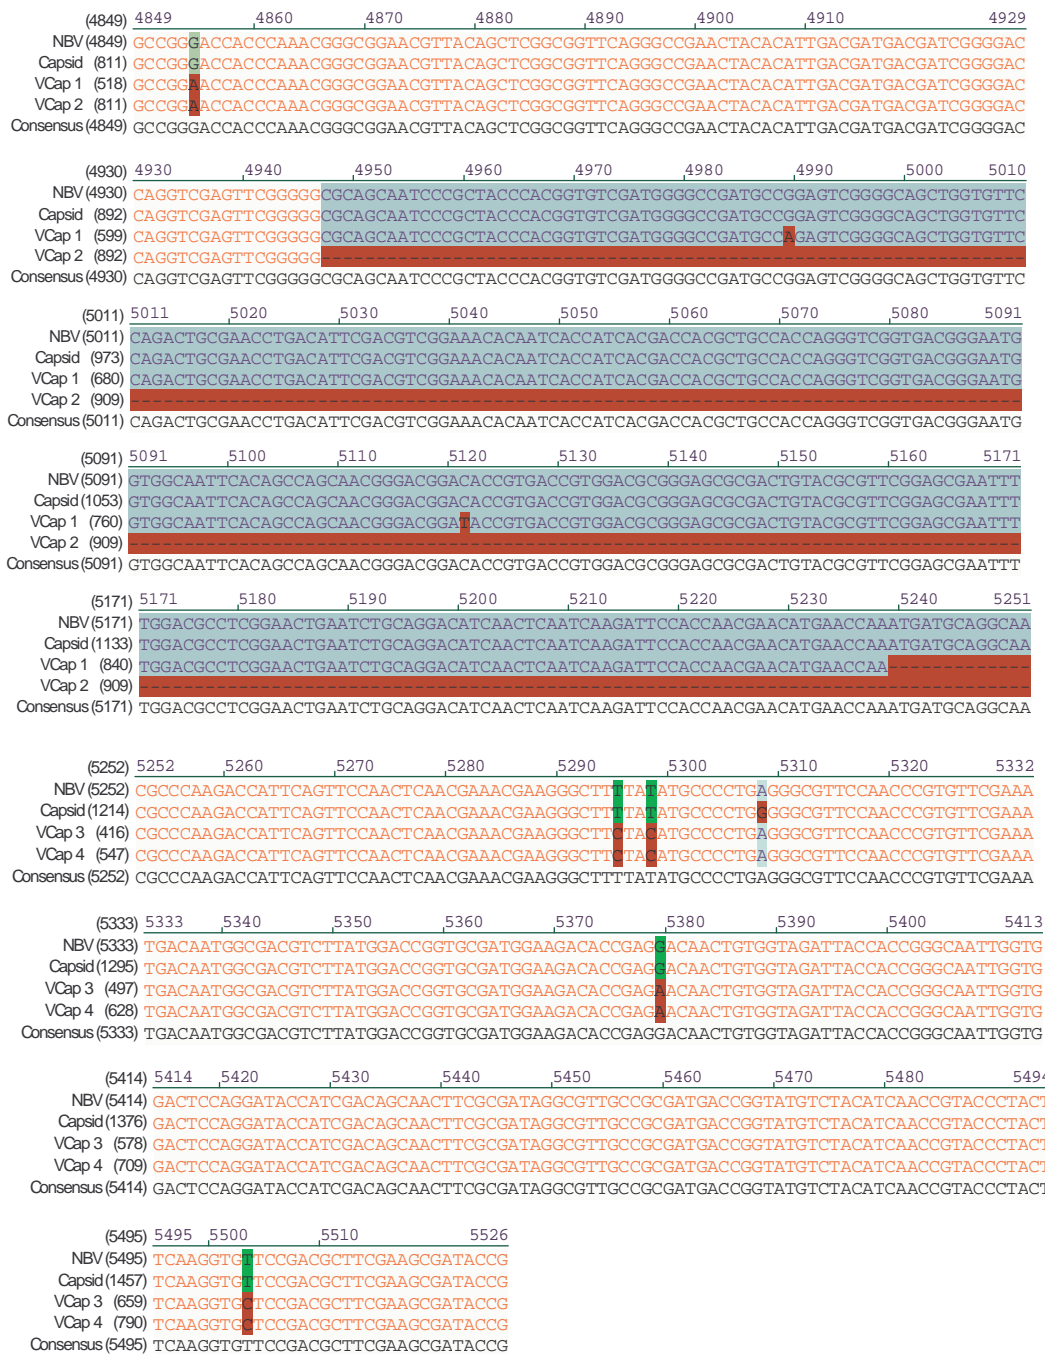 (4849) 4849 4860 4870 4880 4890 4900 4910 4929
NBV (4849) GCCGGGACCACCCAAACGGGCGGAACGTTACAGCTCGGCGGTTCAGGGCCGAACTACACATTGACGATGACGATCGGGGAC
Capsid (811) GCCGGGACCACCCAAACGGGCGGAACGTTACAGCTCGGCGGTTCAGGGCCGAACTACACATTGACGATGACGATCGGGGAC
VCap 1 (518) GCCGGAACCACCCAAACGGGCGGAACGTTACAGCTCGGCGGTTCAGGGCCGAACTACACATTGACGATGACGATCGGGGAC
VCap 2 (811) GCCGGAACCACCCAAACGGGCGGAACGTTACAGCTCGGCGGTTCAGGGCCGAACTACACATTGACGATGACGATCGGGGAC
Consensus (4849) GCCGGGACCACCCAAACGGGCGGAACGTTACAGCTCGGCGGTTCAGGGCCGAACTACACATTGACGATGACGATCGGGGAC
(4930) 4930 4940 4950 4960 4970 4980 4990 5000 5010
NBV (4930) CAGGTCGAGTTCGGGGGCGCAGCAATCCCGCTACCCACGGTGTCGATGGGGCCGATGCCGGAGTCGGGGCAGCTGGTGTTC
Capsid (892) CAGGTCGAGTTCGGGGGCGCAGCAATCCCGCTACCCACGGTGTCGATGGGGCCGATGCCGGAGTCGGGGCAGCTGGTGTTC
VCap 1 (599) CAGGTCGAGTTCGGGGGCGCAGCAATCCCGCTACCCACGGTGTCGATGGGGCCGATGCCAGAGTCGGGGCAGCTGGTGTTC
VCap 2 (892) CAGGTCGAGTTCGGGGG----------------------------------------------------------------
Consensus (4930) CAGGTCGAGTTCGGGGGCGCAGCAATCCCGCTACCCACGGTGTCGATGGGGCCGATGCCGGAGTCGGGGCAGCTGGTGTTC
(5011) 5011 5020 5030 5040 5050 5060 5070 5080 5091
NBV (5011) CAGACTGCGAACCTGACATTCGACGTCGGAAACACAATCACCATCACGACCACGCTGCCACCAGGGTCGGTGACGGGAATG
Capsid (973) CAGACTGCGAACCTGACATTCGACGTCGGAAACACAATCACCATCACGACCACGCTGCCACCAGGGTCGGTGACGGGAATG
VCap 1 (680) CAGACTGCGAACCTGACATTCGACGTCGGAAACACAATCACCATCACGACCACGCTGCCACCAGGGTCGGTGACGGGAATG
VCap 2 (909) ---------------------------------------------------------------------------------
Consensus (5011) CAGACTGCGAACCTGACATTCGACGTCGGAAACACAATCACCATCACGACCACGCTGCCACCAGGGTCGGTGACGGGAATG
(5091) 5091 5100 5110 5120 5130 5140 5150 5160 5171
NBV (5091) GTGGCAATTCACAGCCAGCAACGGGACGGACACCGTGACCGTGGACGCGGGAGCGCGACTGTACGCGTTCGGAGCGAATTT
Capsid (1053) GTGGCAATTCACAGCCAGCAACGGGACGGACACCGTGACCGTGGACGCGGGAGCGCGACTGTACGCGTTCGGAGCGAATTT
VCap 1 (760) GTGGCAATTCACAGCCAGCAACGGGACGGATACCGTGACCGTGGACGCGGGAGCGCGACTGTACGCGTTCGGAGCGAATTT
VCap 2 (909) ---------------------------------------------------------------------------------
Consensus (5091) GTGGCAATTCACAGCCAGCAACGGGACGGACACCGTGACCGTGGACGCGGGAGCGCGACTGTACGCGTTCGGAGCGAATTT
(5171) 5171 5180 5190 5200 5210 5220 5230 5240 5251
NBV (5171) TGGACGCCTCGGAACTGAATCTGCAGGACATCAACTCAATCAAGATTCCACCAACGAACATGAACCAAATGATGCAGGCAA
Capsid (1133) TGGACGCCTCGGAACTGAATCTGCAGGACATCAACTCAATCAAGATTCCACCAACGAACATGAACCAAATGATGCAGGCAA
VCap 1 (840) TGGACGCCTCGGAACTGAATCTGCAGGACATCAACTCAATCAAGATTCCACCAACGAACATGAACCAA-------------
VCap 2 (909) ---------------------------------------------------------------------------------
Consensus (5171) TGGACGCCTCGGAACTGAATCTGCAGGACATCAACTCAATCAAGATTCCACCAACGAACATGAACCAAATGATGCAGGCAA
(5252) 5252 5260 5270 5280 5290 5300 5310 5320 5332
NBV (5252) CGCCCAAGACCATTCAGTTCCAACTCAACGAAACGAAGGGCTTTTATATGCCCCTGAGGGCGTTCCAACCCGTGTTCGAAA
Capsid (1214) CGCCCAAGACCATTCAGTTCCAACTCAACGAAACGAAGGGCTTTTATATGCCCCTGGGGGCGTTCCAACCCGTGTTCGAAA
VCap 3 (416) CGCCCAAGACCATTCAGTTCCAACTCAACGAAACGAAGGGCTTCTACATGCCCCTGAGGGCGTTCCAACCCGTGTTCGAAA
VCap 4 (547) CGCCCAAGACCATTCAGTTCCAACTCAACGAAACGAAGGGCTTCTACATGCCCCTGAGGGCGTTCCAACCCGTGTTCGAAA
Consensus (5252) CGCCCAAGACCATTCAGTTCCAACTCAACGAAACGAAGGGCTTTTATATGCCCCTGAGGGCGTTCCAACCCGTGTTCGAAA
(5333) 5333 5340 5350 5360 5370 5380 5390 5400 5413
NBV (5333) TGACAATGGCGACGTCTTATGGACCGGTGCGATGGAAGACACCGAGGACAACTGTGGTAGATTACCACCGGGCAATTGGTG
Capsid (1295) TGACAATGGCGACGTCTTATGGACCGGTGCGATGGAAGACACCGAGGACAACTGTGGTAGATTACCACCGGGCAATTGGTG
VCap 3 (497) TGACAATGGCGACGTCTTATGGACCGGTGCGATGGAAGACACCGAGAACAACTGTGGTAGATTACCACCGGGCAATTGGTG
VCap 4 (628) TGACAATGGCGACGTCTTATGGACCGGTGCGATGGAAGACACCGAGAACAACTGTGGTAGATTACCACCGGGCAATTGGTG
Consensus (5333) TGACAATGGCGACGTCTTATGGACCGGTGCGATGGAAGACACCGAGGACAACTGTGGTAGATTACCACCGGGCAATTGGTG
(5414) 5414 5420 5430 5440 5450 5460 5470 5480 5494
NBV (5414) GACTCCAGGATACCATCGACAGCAACTTCGCGATAGGCGTTGCCGCGATGACCGGTATGTCTACATCAACCGTACCCTACT
Capsid (1376) GACTCCAGGATACCATCGACAGCAACTTCGCGATAGGCGTTGCCGCGATGACCGGTATGTCTACATCAACCGTACCCTACT
VCap 3 (578) GACTCCAGGATACCATCGACAGCAACTTCGCGATAGGCGTTGCCGCGATGACCGGTATGTCTACATCAACCGTACCCTACT
VCap 4 (709) GACTCCAGGATACCATCGACAGCAACTTCGCGATAGGCGTTGCCGCGATGACCGGTATGTCTACATCAACCGTACCCTACT
Consensus (5414) GACTCCAGGATACCATCGACAGCAACTTCGCGATAGGCGTTGCCGCGATGACCGGTATGTCTACATCAACCGTACCCTACT
(5495) 5495 5500 5510 5526
NBV (5495) TCAAGGTGTTCCGACGCTTCGAAGCGATACCG
Capsid (1457) TCAAGGTGTTCCGACGCTTCGAAGCGATACCG
VCap 3 (659) TCAAGGTGCTCCGACGCTTCGAAGCGATACCG
VCap 4 (790) TCAAGGTGCTCCGACGCTTCGAAGCGATACCG
Consensus (5495) TCAAGGTGTTCCGACGCTTCGAAGCGATACCG